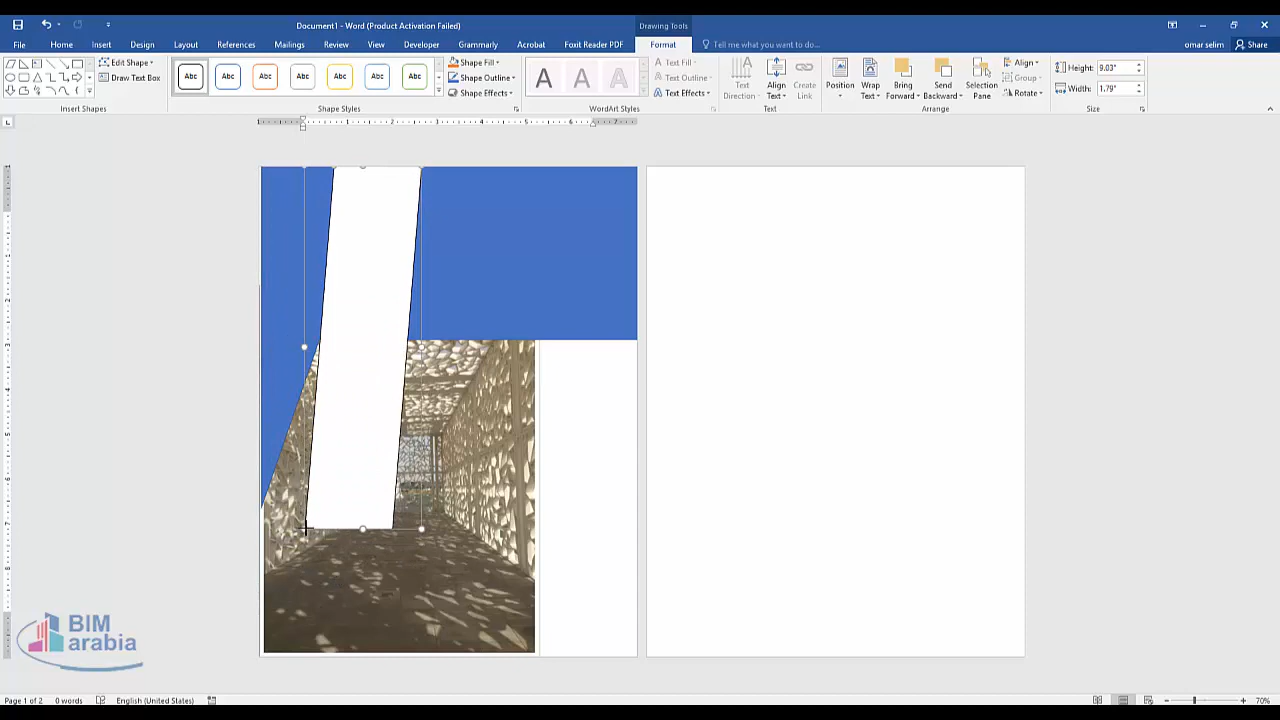 Document1 - Word (Product Activation Failed)
Drawing Tools
File Home Insert Design Layout References Mailings Review View Developer Grammarly Acrobat Foxit Reader PDF Format Tell me what you want to do... omar selim Share
Edit Shape
Draw Text Box
Insert Shapes
Abc Abc Abc Abc Abc Abc Abc
Shape Fill
Shape Outline
Shape Effects
Shape Styles
A A A
WordArt Styles
Text Fill
Text Outline
Text Effects
Text Direction
Align Text
Create Link
Text
Position
Wrap Text
Bring Forward
Send Backward
Selection Pane
Align
Group
Rotate
Arrange
Height: 9.03"
Width: 1.79"
Size
BIM
arabia
Page 1 of 2 0 words English (United States) 70%